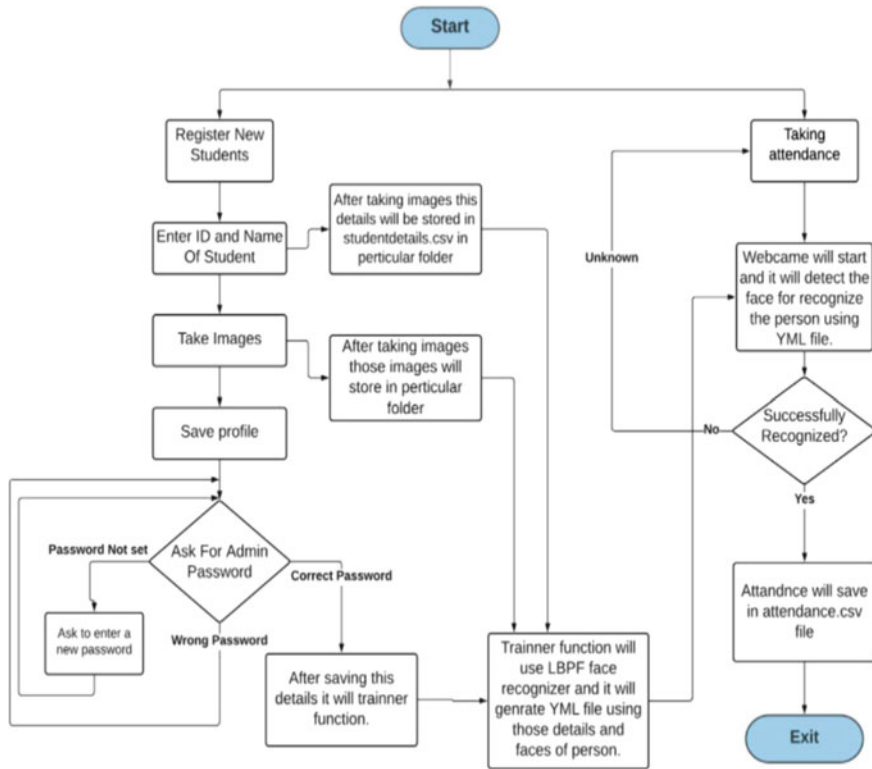 Start
Register New
Students
Enter ID and Name
Of Student
After taking images this
details will be stored in
studentdetails.csv in
perticular folder
Take Images
After taking images
those images will
store in perticular
folder
Save profile
Ask For Admin
Password
Password Not set
Ask to enter a
new password
Wrong Password
Correct Password
After saving this
details it will trainner
function.
Trainner function will
use LBPF face
recognizer and it will
genrate YML file using
those details and
faces of person.
Taking
attendance
Unknown
Webcame will start
and it will detect the
face for recognize
the person using
YML file.
Successfully
Recognized?
No
Yes
Attandnce will save
in attendance.csv
file
Exit